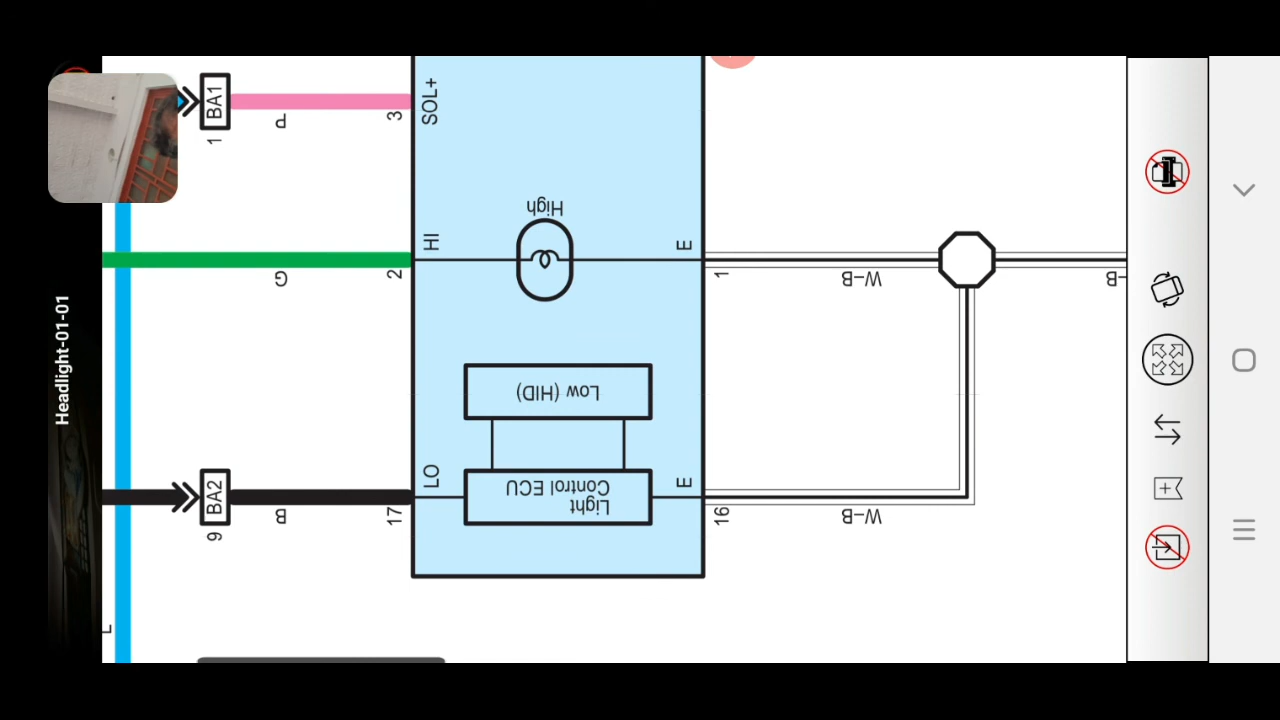 Headlight-01-01
BA1
1
P
3
SOL+
High
G
2
HI
E
1
W-B
-B
Low (HID)
BA2
9
B
17
LO
Light
Control ECU
E
16
W-B
L